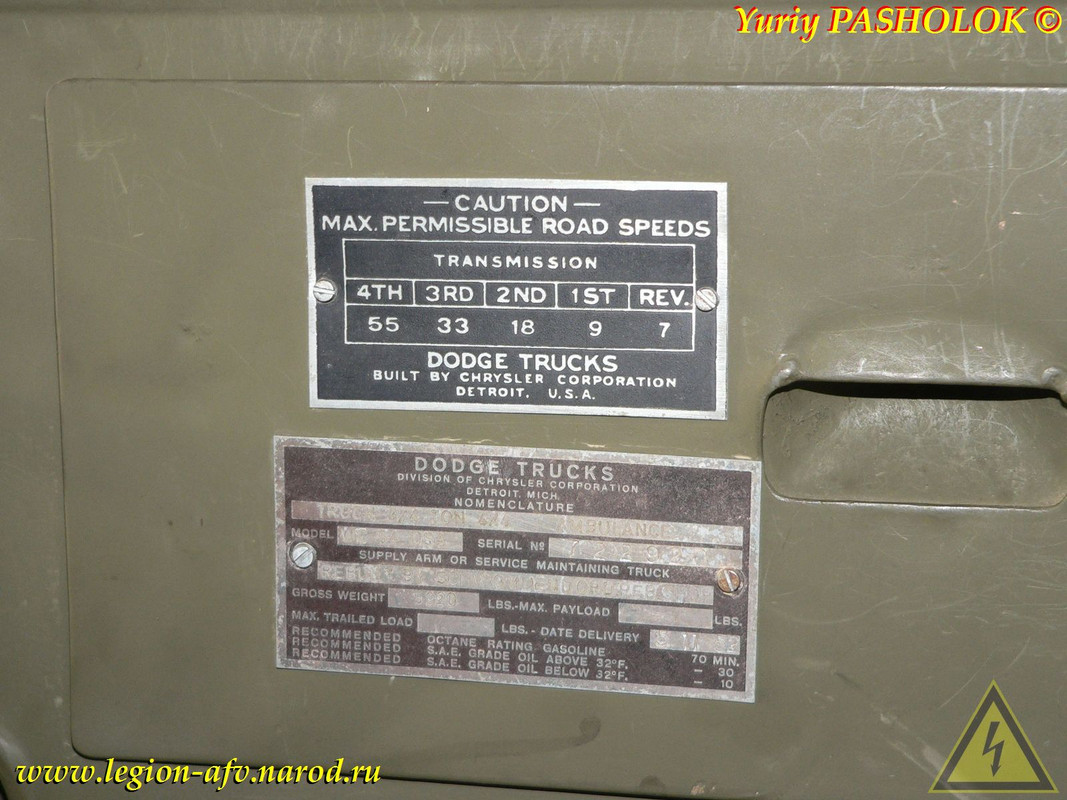 Yuriy PASHOLOK ©
— CAUTION —
MAX. PERMISSIBLE ROAD SPEEDS
TRANSMISSION
4TH 3RD 2ND 1ST REV.
55 33 18 9 7
DODGE TRUCKS
BUILT BY CHRYSLER CORPORATION
DETROIT, U.S.A.
DODGE TRUCKS
DIVISION OF CHRYSLER CORPORATION
DETROIT, MICH.
NOMENCLATURE
AMBULANCE
MODEL SERIAL Nº
SUPPLY ARM OR SERVICE MAINTAINING TRUCK
GROSS WEIGHT LBS.-MAX. PAYLOAD LBS.
MAX. TRAILED LOAD LBS.- DATE DELIVERY
RECOMMENDED OCTANE RATING GASOLINE 70 MIN.
RECOMMENDED S.A.E. GRADE OIL ABOVE 32°F. – 30
RECOMMENDED S.A.E. GRADE OIL BELOW 32°F. – 10
www.legion-afv.narod.ru